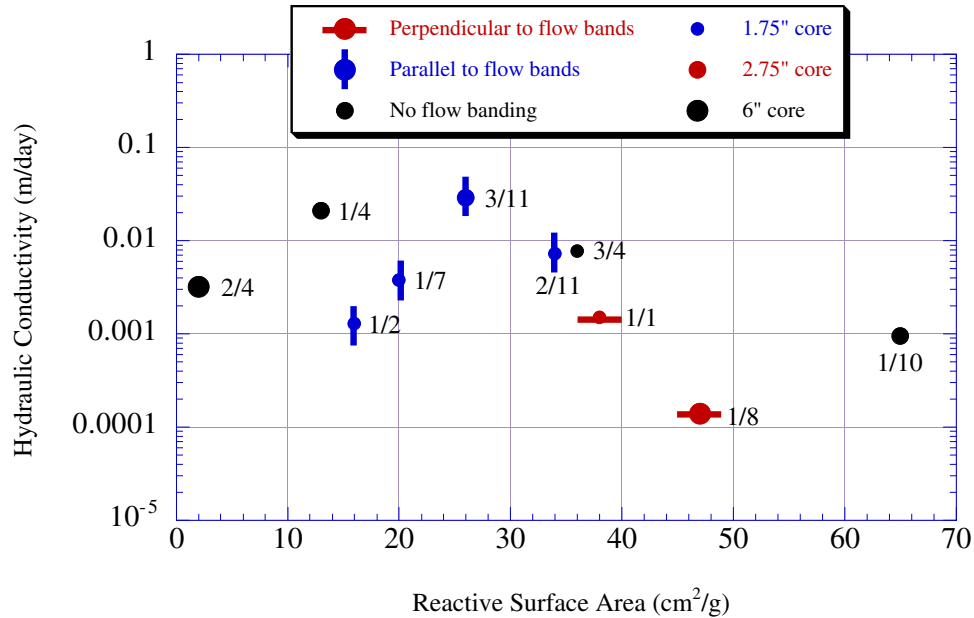 Perpendicular to flow bands 1.75" core
Parallel to flow bands 2.75" core
No flow banding 6" core
Hydraulic Conductivity (m/day)
1
0.1
0.01
0.001
0.0001
10⁻⁵
3/11
1/4
3/4
2/11
1/7
2/4
1/2
1/1
1/10
1/8
0 10 20 30 40 50 60 70
Reactive Surface Area (cm²/g)